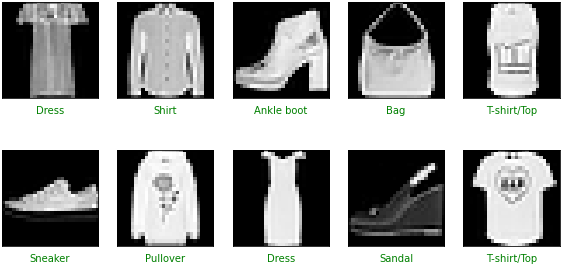 Dress
Shirt
Ankle boot
Bag
T-shirt/Top
Sneaker
Pullover
Dress
Sandal
T-shirt/Top